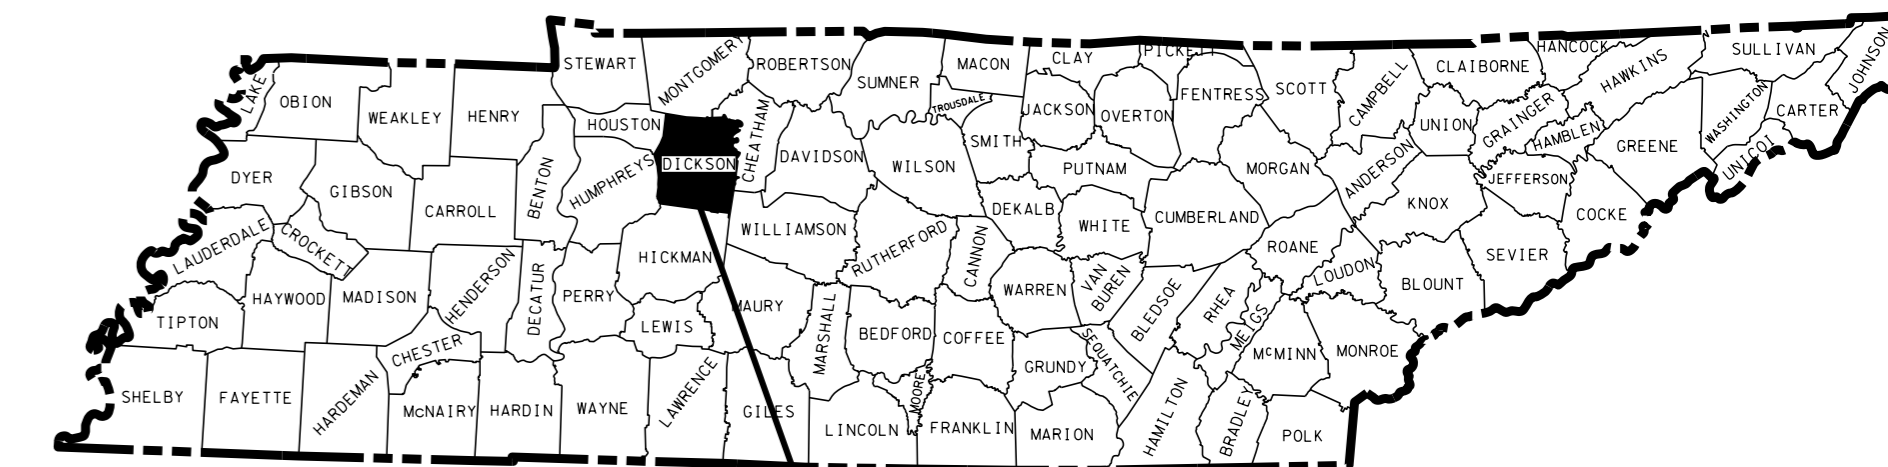 STEWART
MONTGOMERY
ROBERTSON
SUMNER
MACON
CLAY
PICKETT
FENTRESS
SCOTT
CAMPBELL
CLAIBORNE
HANCOCK
HAWKINS
SULLIVAN
JOHNSON
LAKE
OBION
WEAKLEY
HENRY
HOUSTON
DICKSON
CHEATHAM
DAVIDSON
TROUSDALE
JACKSON
OVERTON
UNION
GRAINGER
HAMBLEN
WASHINGTON
CARTER
GREENE
UNICOI
DYER
GIBSON
CARROLL
BENTON
HUMPHREYS
WILSON
SMITH
PUTNAM
MORGAN
ANDERSON
KNOX
JEFFERSON
COCKE
LAUDERDALE
CROCKETT
HENDERSON
DECATUR
PERRY
HICKMAN
WILLIAMSON
RUTHERFORD
CANNON
DEKALB
WHITE
CUMBERLAND
ROANE
LOUDON
BLOUNT
SEVIER
TIPTON
HAYWOOD
MADISON
LEWIS
MAURY
MARSHALL
BEDFORD
COFFEE
WARREN
VAN
BUREN
BLEDSOE
RHEA
MEIGS
McMINN
MONROE
SHELBY
FAYETTE
HARDEMAN
CHESTER
McNAIRY
HARDIN
WAYNE
LAWRENCE
GILES
LINCOLN
MOORE
FRANKLIN
GRUNDY
SEQUATCHIE
MARION
HAMILTON
BRADLEY
POLK